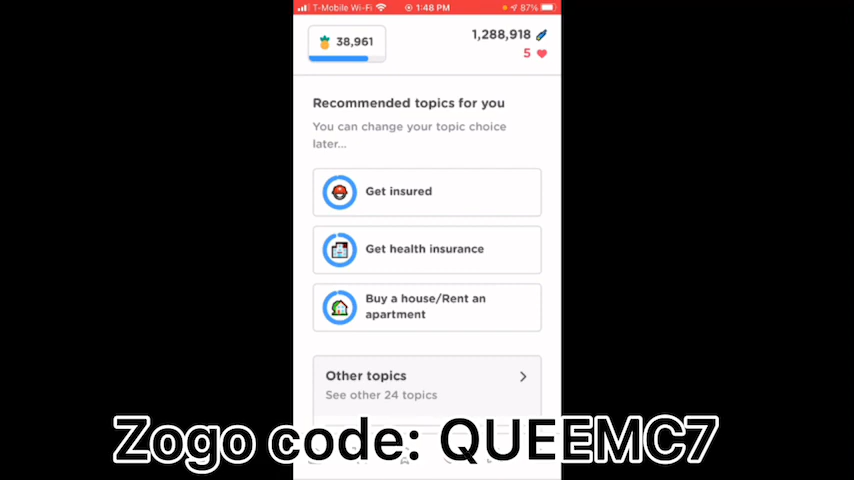 T-Mobile Wi-Fi 1:48 PM 87%
38,961
1,288,918
5
Recommended topics for you
You can change your topic choice
later...
Get insured
Get health insurance
Buy a house/Rent an
apartment
Other topics
See other 24 topics
Zogo code: QUEEMC7